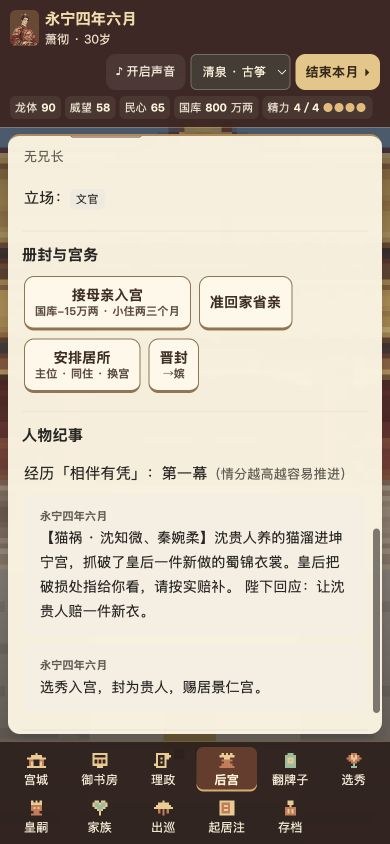 永宁四年六月
萧彻 · 30岁
♪ 开启声音
清泉 · 古筝
结束本月
龙体 90
威望 58
民心 65
国库 800 万两
精力 4 / 4
无兄长
立场： 文官
册封与宫务
接母亲入宫
国库-15万两 · 小住两三个月
准回家省亲
安排居所
主位 · 同住 · 换宫
晋封
→嫔
人物纪事
经历「相伴有凭」：第一幕（情分越高越容易推进）
永宁四年六月
【猫祸 · 沈知微、秦婉柔】沈贵人养的猫溜进坤
宁宫，抓破了皇后一件新做的蜀锦衣裳。皇后把
破损处指给你看，请按实赔补。 陛下回应：让沈
贵人赔一件新衣。
永宁四年六月
选秀入宫，封为贵人，赐居景仁宫。
宫城
御书房
理政
后宫
翻牌子
选秀
皇嗣
家族
出巡
起居注
存档